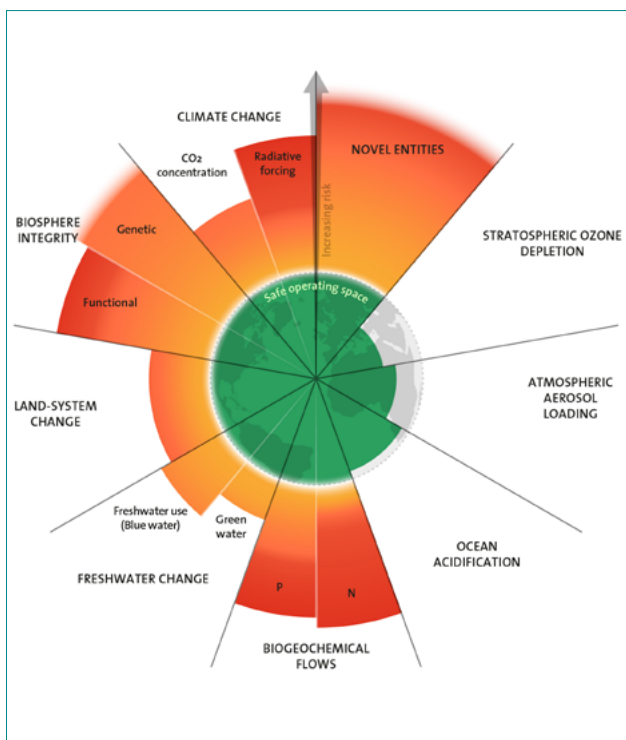 CLIMATE CHANGE
CO2
concentration
Radiative
forcing
NOVEL ENTITIES
Increasing risk
BIOSPHERE
INTEGRITY
Genetic
STRATOSPHERIC OZONE
DEPLETION
Functional
Safe operating space
ATMOSPHERIC
AEROSOL
LOADING
LAND-SYSTEM
CHANGE
Freshwater use
(Blue water)
Green
water
OCEAN
ACIDIFICATION
FRESHWATER CHANGE
P
N
BIOGEOCHEMICAL
FLOWS